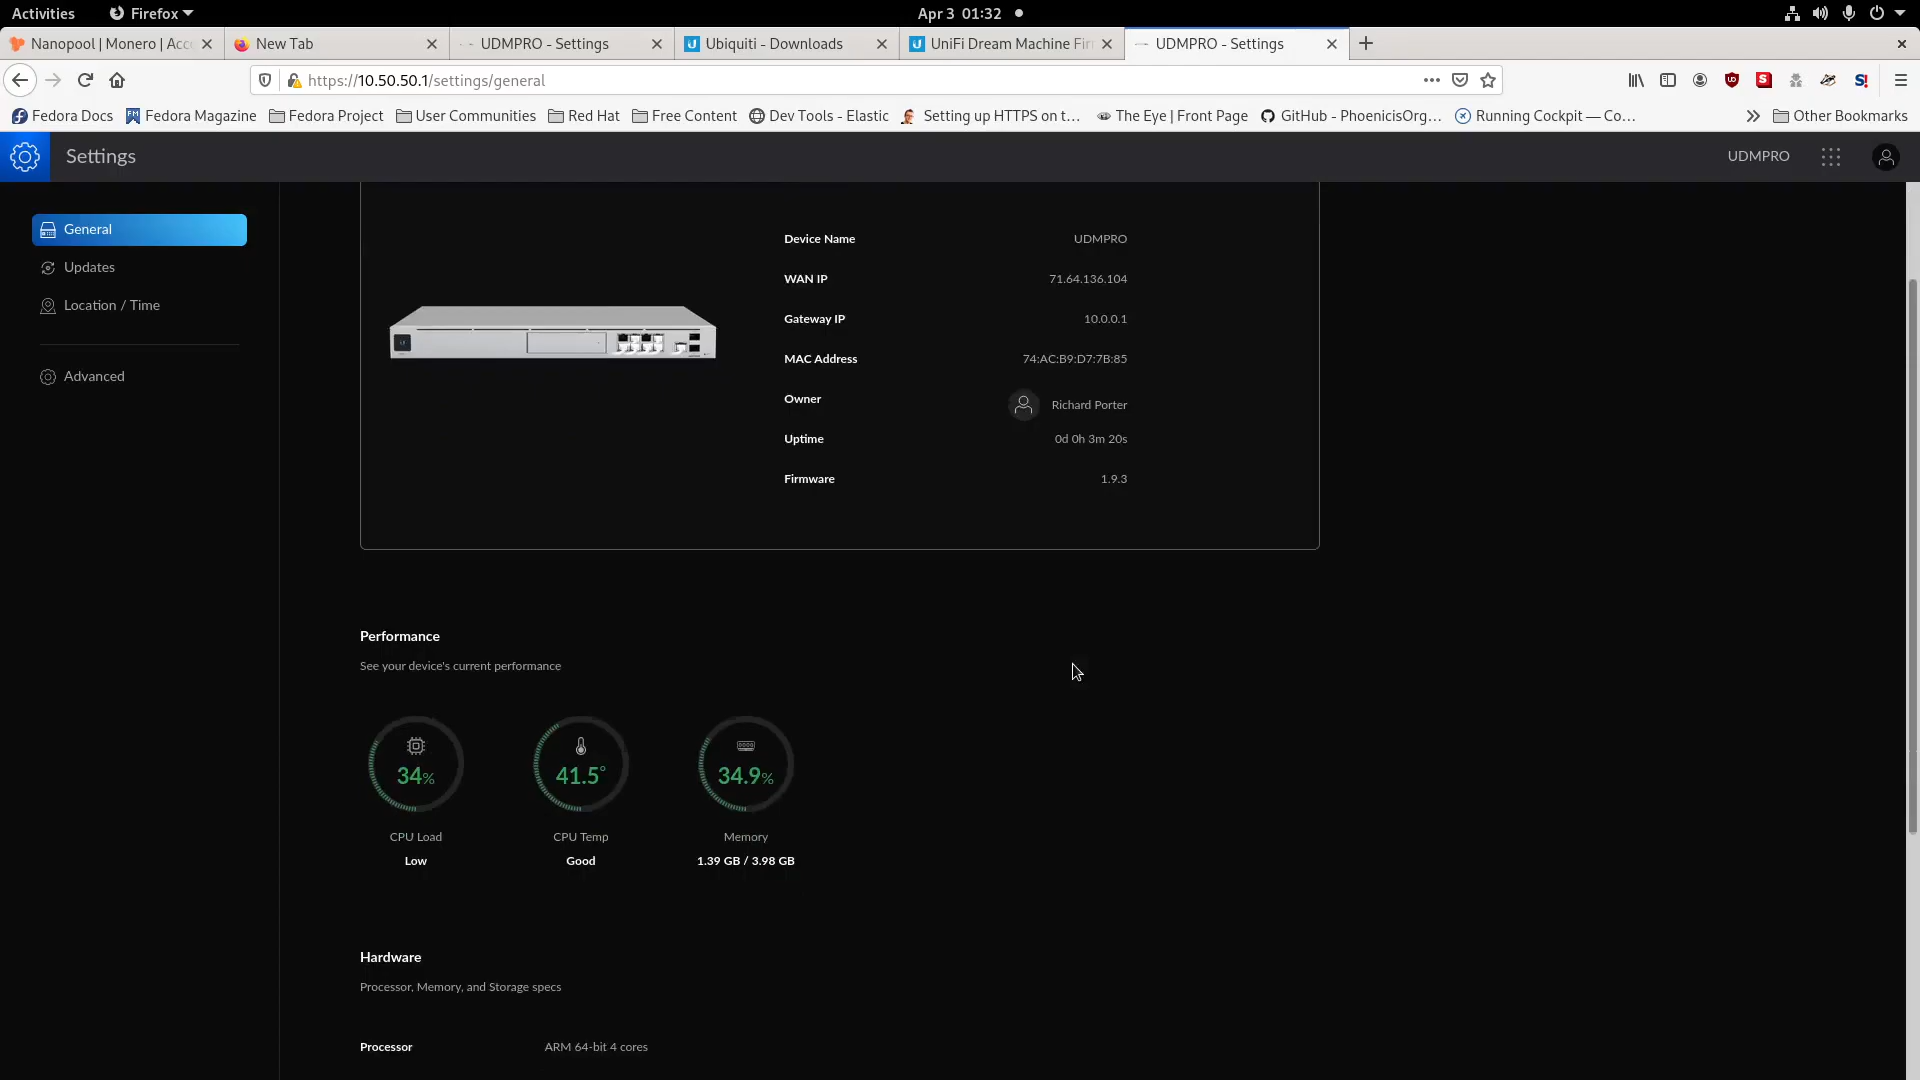 Activities Firefox Apr 3 01:32
Nanopool | Monero | Acc New Tab UDMPRO - Settings Ubiquiti - Downloads UniFi Dream Machine Fir UDMPRO - Settings
https://10.50.50.1/settings/general
Fedora Docs Fedora Magazine Fedora Project User Communities Red Hat Free Content Dev Tools - Elastic Setting up HTTPS on t... The Eye | Front Page GitHub - PhoenicisOrg... Running Cockpit — Co... Other Bookmarks
Settings UDMPRO
General
Updates
Location / Time
Advanced
Device Name UDMPRO
WAN IP 71.64.136.104
Gateway IP 10.0.0.1
MAC Address 74:AC:B9:D7:7B:85
Owner Richard Porter
Uptime 0d 0h 3m 20s
Firmware 1.9.3
Performance
See your device's current performance
34% 41.5° 34.9%
CPU Load CPU Temp Memory
Low Good 1.39 GB / 3.98 GB
Hardware
Processor, Memory, and Storage specs
Processor ARM 64-bit 4 cores